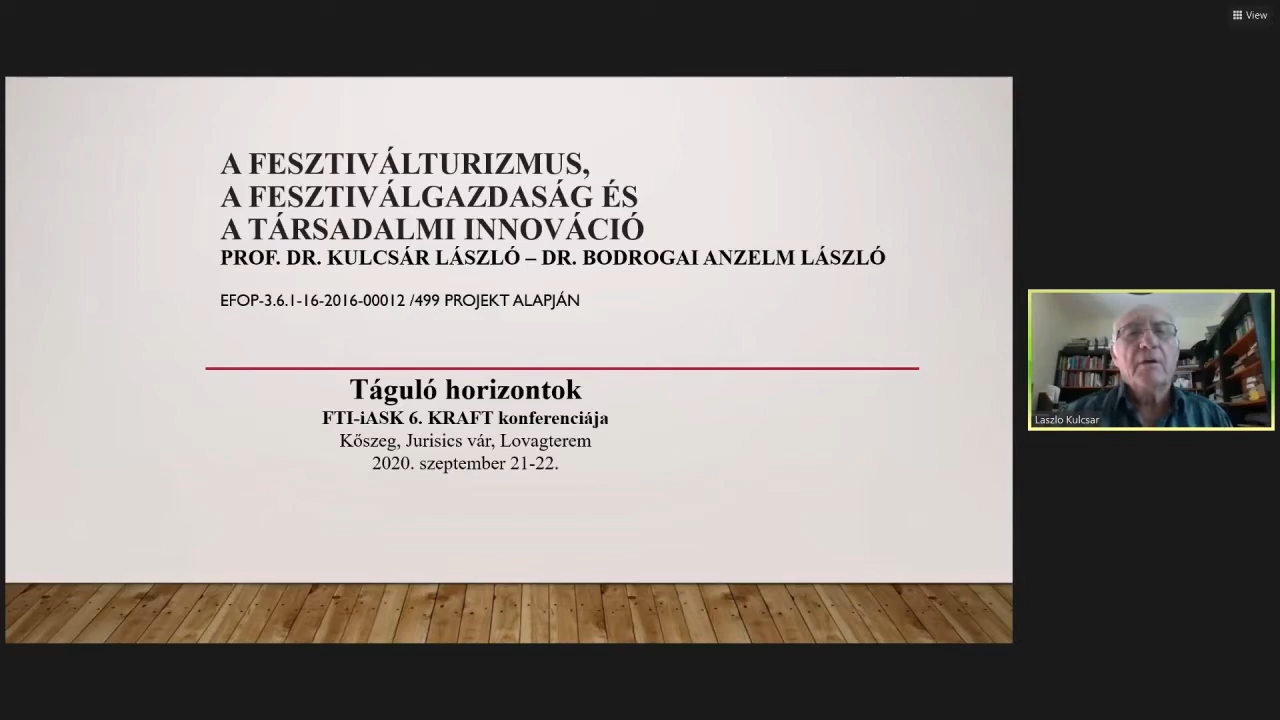 View
A FESZTIVÁLTURIZMUS,
A FESZTIVÁLGAZDASÁG ÉS
A TÁRSADALMI INNOVÁCIÓ
PROF. DR. KULCSÁR LÁSZLÓ – DR. BODROGAI ANZELM LÁSZLÓ
EFOP-3.6.1-16-2016-00012 /499 PROJEKT ALAPJÁN
Táguló horizontok
FTI-iASK 6. KRAFT konferenciája
Kőszeg, Jurisics vár, Lovagterem
2020. szeptember 21-22.
Laszlo Kulcsar